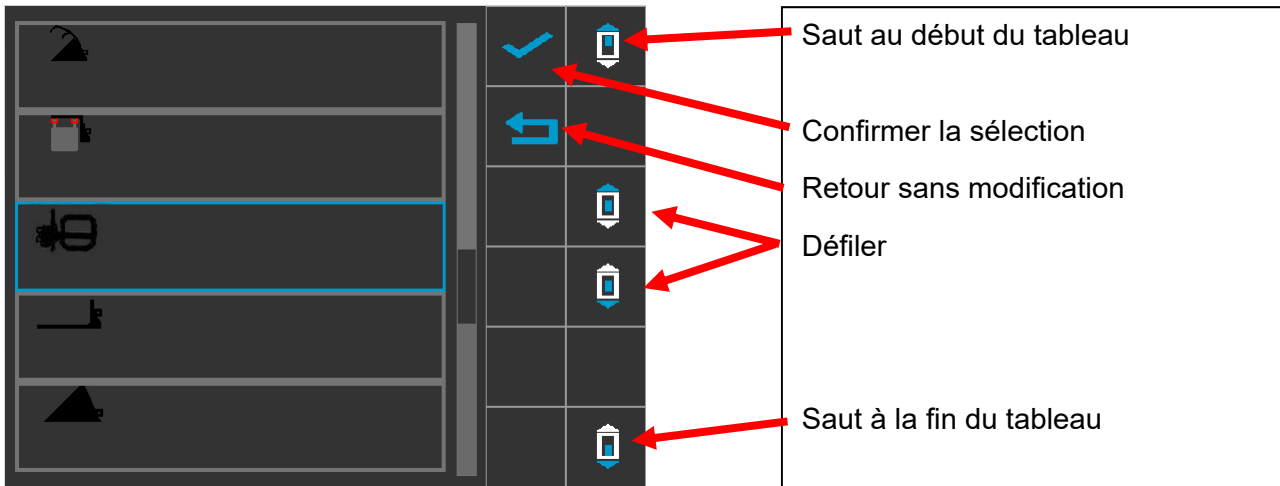 Saut au début du tableau
Confirmer la sélection
Retour sans modification
Défiler
Saut à la fin du tableau